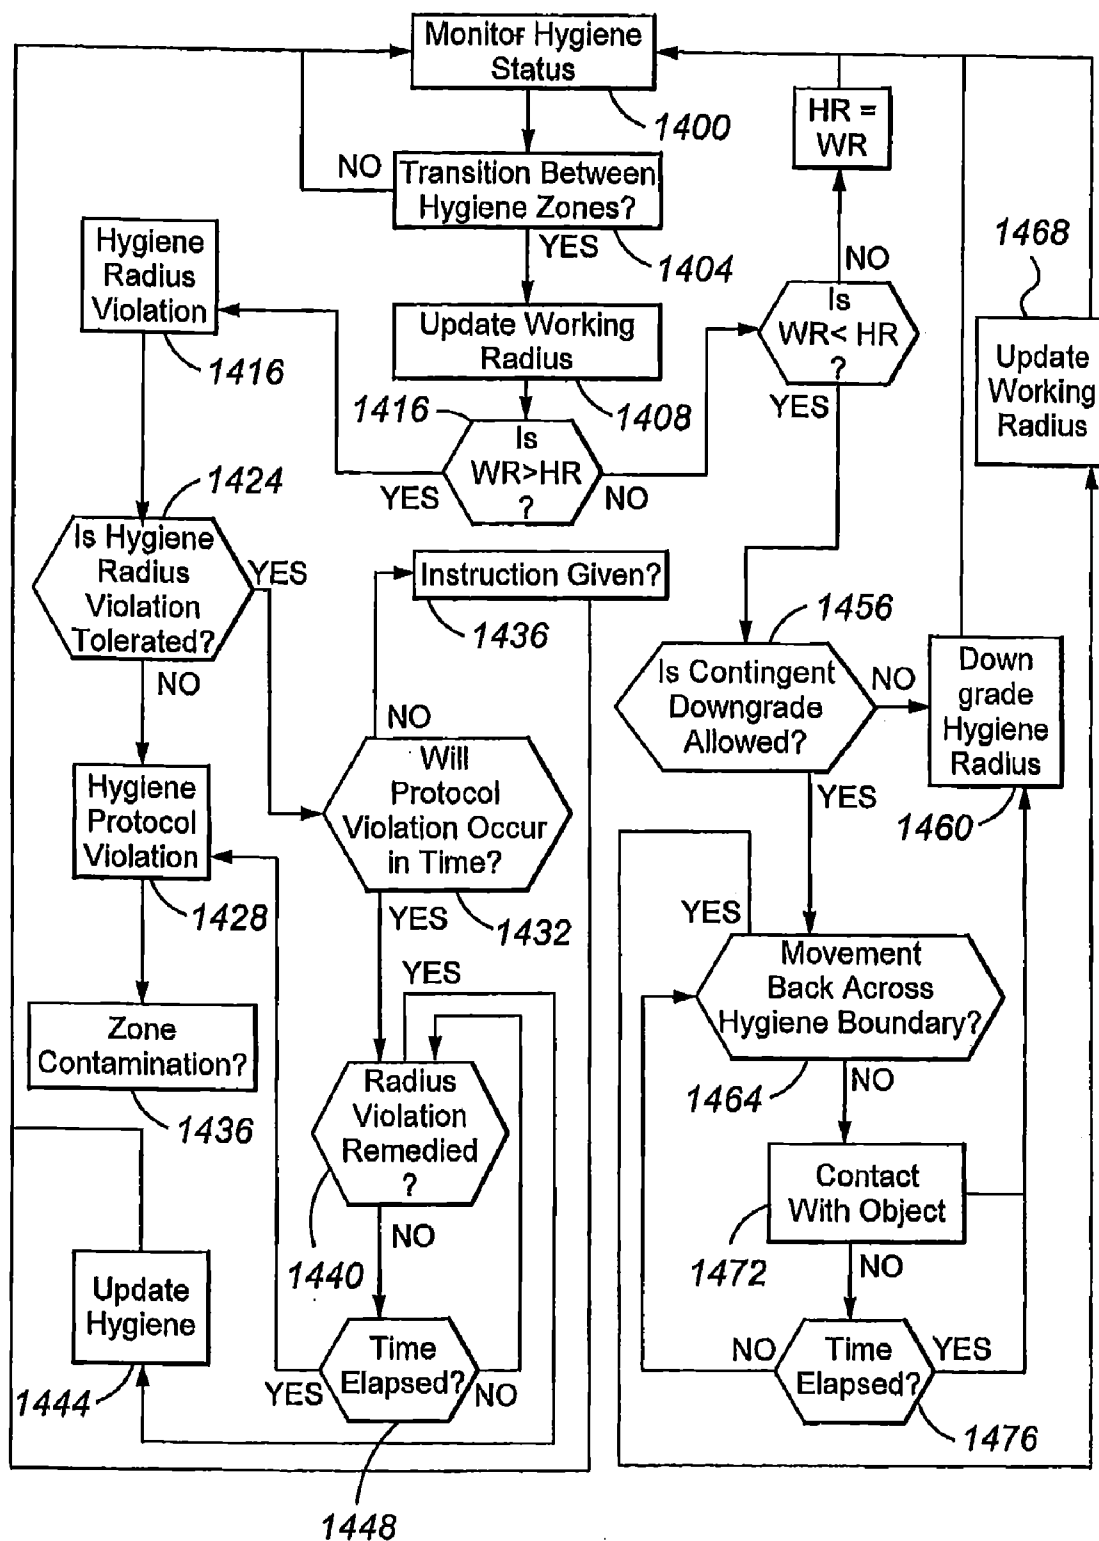 Monitor Hygiene
Status
1400
HR =
WR
NO
Transition Between
Hygiene Zones?
YES
1404
NO
1468
Hygiene
Radius
Violation
1416
Update Working
Radius
1408
Is
WR< HR
?
YES
Update
Working
Radius
1416
Is
WR>HR
?
YES
NO
1424
Is Hygiene
Radius
Violation
Tolerated?
YES
NO
Instruction Given?
1436
1456
Is Contingent
Downgrade
Allowed?
NO
YES
Down
grade
Hygiene
Radius
1460
NO
Will
Protocol
Violation Occur
in Time?
YES
1432
Hygiene
Protocol
Violation
1428
YES
Movement
Back Across
Hygiene Boundary?
1464
NO
Zone
Contamination?
1436
YES
Radius
Violation
Remedied
?
1440
NO
Contact
With Object
1472
NO
Update
Hygiene
1444
Time
Elapsed?
YES
NO
1448
Time
Elapsed?
NO
YES
1476